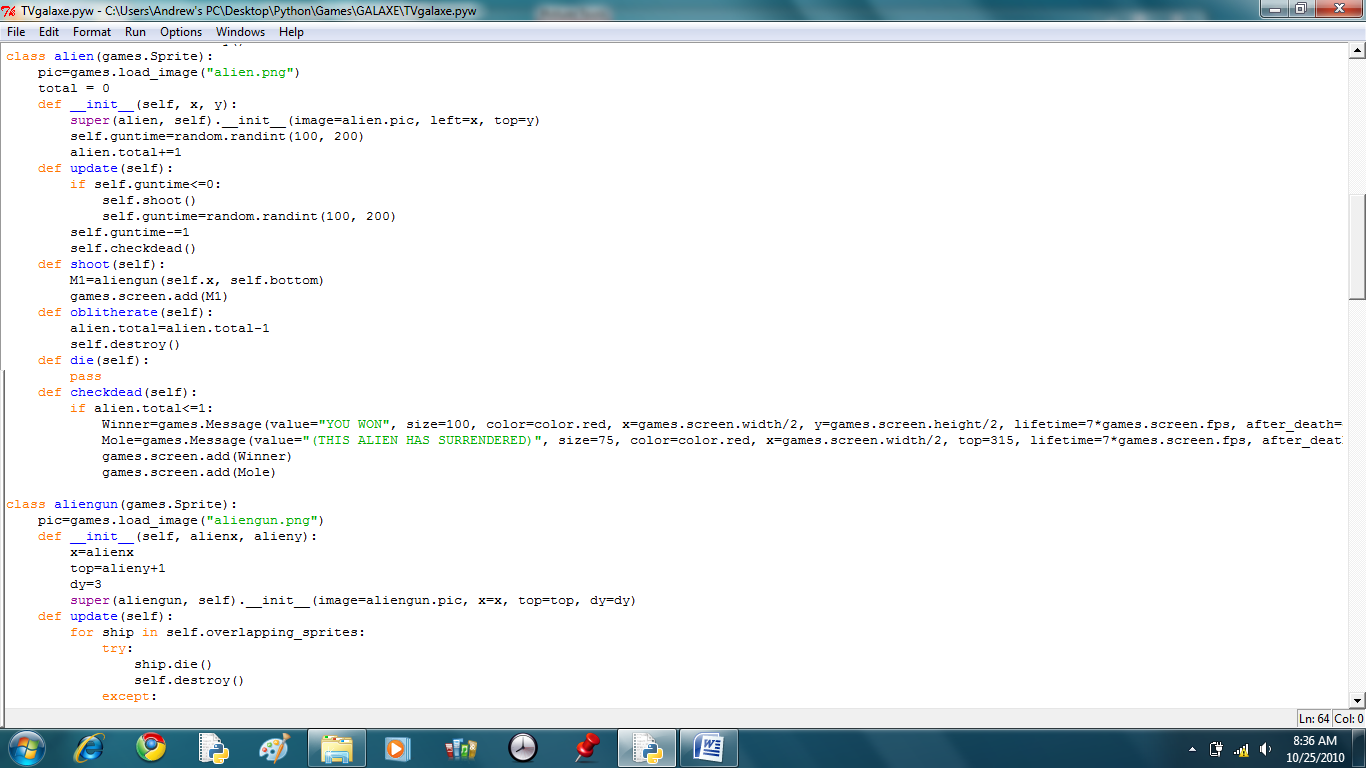 TVgalaxe.pyw - C:\Users\Andrew's PC\Desktop\Python\Games\GALAXE\TVgalaxe.pyw
File Edit Format Run Options Windows Help
class alien(games.Sprite):
    pic=games.load_image("alien.png")
    total = 0
    def __init__(self, x, y):
        super(alien, self).__init__(image=alien.pic, left=x, top=y)
        self.guntime=random.randint(100, 200)
        alien.total+=1
    def update(self):
        if self.guntime<=0:
            self.shoot()
            self.guntime=random.randint(100, 200)
        self.guntime-=1
        self.checkdead()
    def shoot(self):
        M1=aliengun(self.x, self.bottom)
        games.screen.add(M1)
    def oblitherate(self):
        alien.total=alien.total-1
        self.destroy()
    def die(self):
        pass
    def checkdead(self):
        if alien.total<=1:
            Winner=games.Message(value="YOU WON", size=100, color=color.red, x=games.screen.width/2, y=games.screen.height/2, lifetime=7*games.screen.fps, after_death=
            Mole=games.Message(value="(THIS ALIEN HAS SURRENDERED)", size=75, color=color.red, x=games.screen.width/2, top=315, lifetime=7*games.screen.fps, after_deat
            games.screen.add(Winner)
            games.screen.add(Mole)
class aliengun(games.Sprite):
    pic=games.load_image("aliengun.png")
    def __init__(self, alienx, alieny):
        x=alienx
        top=alieny+1
        dy=3
        super(aliengun, self).__init__(image=aliengun.pic, x=x, top=top, dy=dy)
    def update(self):
        for ship in self.overlapping_sprites:
            try:
                ship.die()
                self.destroy()
            except:
Ln: 64 Col: 0
8:36 AM
10/25/2010